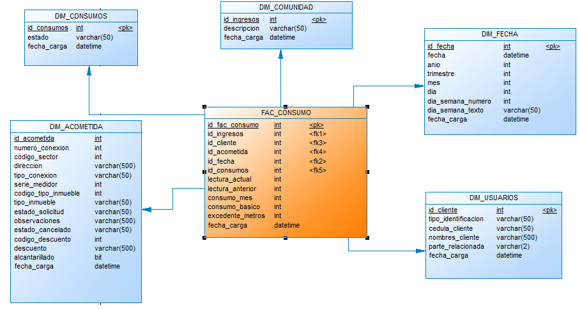 DIM_CONSUMOS
id_consumos int <pk>
estado varchar(50)
fecha_carga datetime
DIM_COMUNIDAD
id_ingresos int <pk>
descripcion varchar(50)
fecha_carga datetime
DIM_FECHA
id_fecha int <pk>
fecha datetime
anio int
trimestre int
mes int
dia int
dia_semana_numero int
dia_semana_texto varchar(50)
fecha_carga datetime
FAC_CONSUMO
id_fac_consumo int <pk>
id_ingresos int <fk1>
id_cliente int <fk3>
id_acometida int <fk4>
id_fecha int <fk2>
id_consumos int <fk5>
lectura_actual int
lectura_anterior int
consumo_mes int
consumo_basico int
excedente_metros int
fecha_carga datetime
DIM_ACOMETIDA
id_acometida int
numero_conexion int
codigo_sector int
direccion varchar(500)
tipo_conexion varchar(50)
serie_medidor int
codigo_tipo_inmueble int
tipo_inmueble varchar(50)
estado_solicitud varchar(50)
observaciones varchar(500)
estado_cancelado varchar(50)
codigo_descuento int
descuento varchar(500)
alcantarillado bit
fecha_carga datetime
DIM_USUARIOS
id_cliente int <pk>
tipo_identificacion varchar(50)
cedula_cliente varchar(50)
nombres_cliente varchar(500)
parte_relacionada varchar(2)
fecha_carga datetime